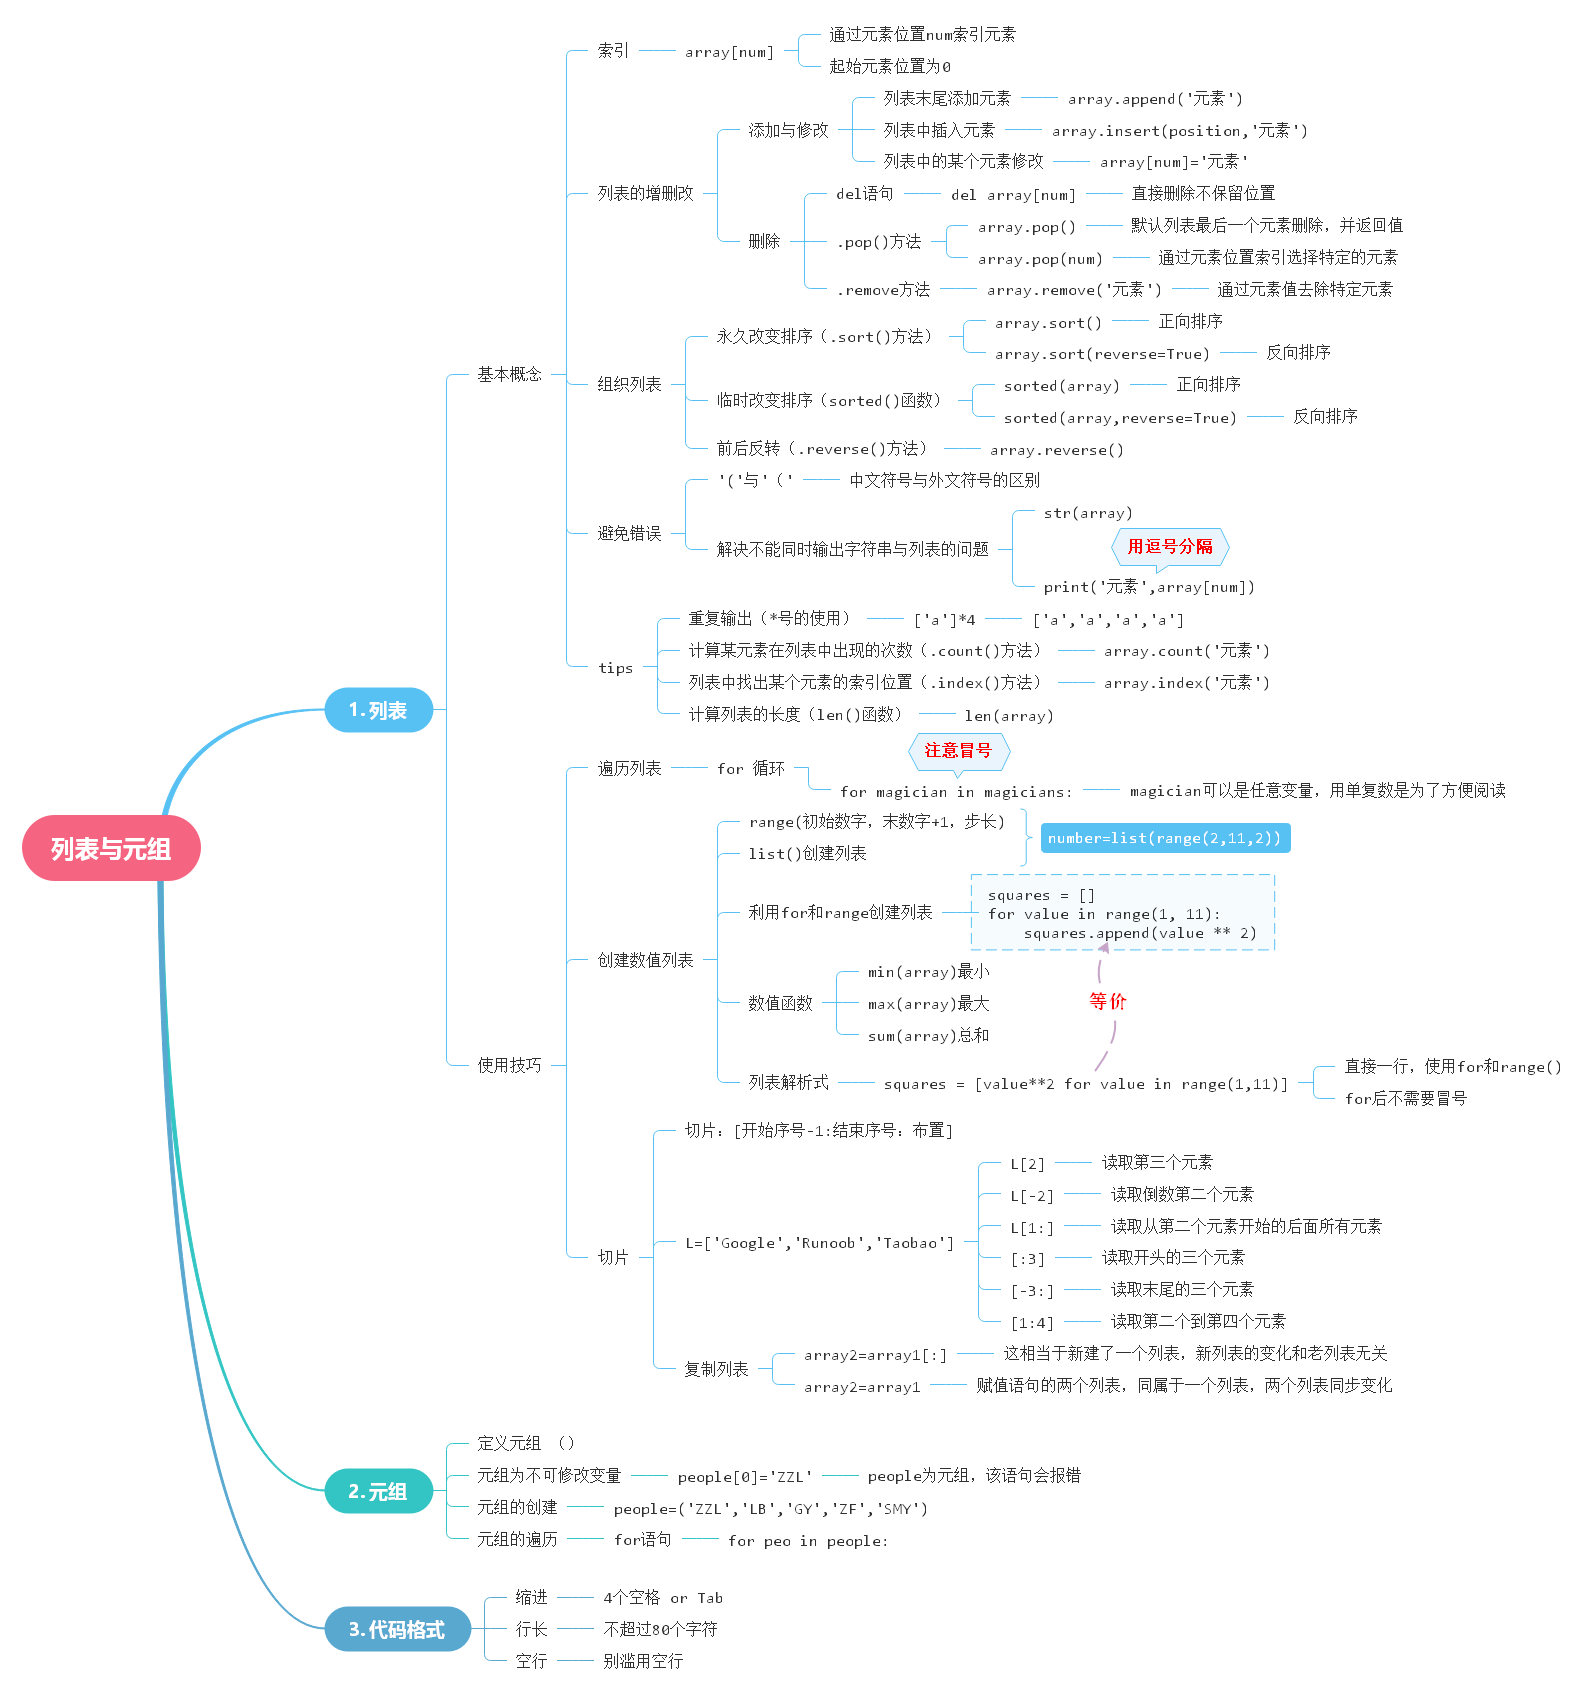 列表与元组
1.列表
基本概念
索引
array[num]
通过元素位置num索引元素
起始元素位置为0
列表的增删改
添加与修改
列表末尾添加元素
array.append('元素')
列表中插入元素
array.insert(position,'元素')
列表中的某个元素修改
array[num]='元素'
删除
del语句
del array[num]
直接删除不保留位置
.pop()方法
array.pop()
默认列表最后一个元素删除，并返回值
array.pop(num)
通过元素位置索引选择特定的元素
.remove方法
array.remove('元素')
通过元素值去除特定元素
组织列表
永久改变排序（.sort()方法）
array.sort()
正向排序
array.sort(reverse=True)
反向排序
临时改变排序（sorted()函数）
sorted(array)
正向排序
sorted(array,reverse=True)
反向排序
前后反转（.reverse()方法）
array.reverse()
避免错误
'('与'（'
中文符号与外文符号的区别
解决不能同时输出字符串与列表的问题
str(array)
用逗号分隔
print('元素',array[num])
tips
重复输出（*号的使用）
['a']*4
['a','a','a','a']
计算某元素在列表中出现的次数（.count()方法）
array.count('元素')
列表中找出某个元素的索引位置（.index()方法）
array.index('元素')
计算列表的长度（len()函数）
len(array)
使用技巧
遍历列表
for 循环
注意冒号
for magician in magicians:
magician可以是任意变量，用单复数是为了方便阅读
创建数值列表
range(初始数字，末数字+1，步长)
list()创建列表
number=list(range(2,11,2))
利用for和range创建列表
squares = []
for value in range(1, 11):
    squares.append(value ** 2)
数值函数
min(array)最小
max(array)最大
sum(array)总和
等价
列表解析式
squares = [value**2 for value in range(1,11)]
直接一行，使用for和range()
for后不需要冒号
切片
切片：[开始序号-1:结束序号：布置]
L=['Google','Runoob','Taobao']
L[2]
读取第三个元素
L[-2]
读取倒数第二个元素
L[1:]
读取从第二个元素开始的后面所有元素
[:3]
读取开头的三个元素
[-3:]
读取末尾的三个元素
[1:4]
读取第二个到第四个元素
复制列表
array2=array1[:]
这相当于新建了一个列表，新列表的变化和老列表无关
array2=array1
赋值语句的两个列表，同属于一个列表，两个列表同步变化
2.元组
定义元组 （）
元组为不可修改变量
people[0]='ZZL'
people为元组，该语句会报错
元组的创建
people=('ZZL','LB','GY','ZF','SMY')
元组的遍历
for语句
for peo in people:
3.代码格式
缩进
4个空格 or Tab
行长
不超过80个字符
空行
别滥用空行